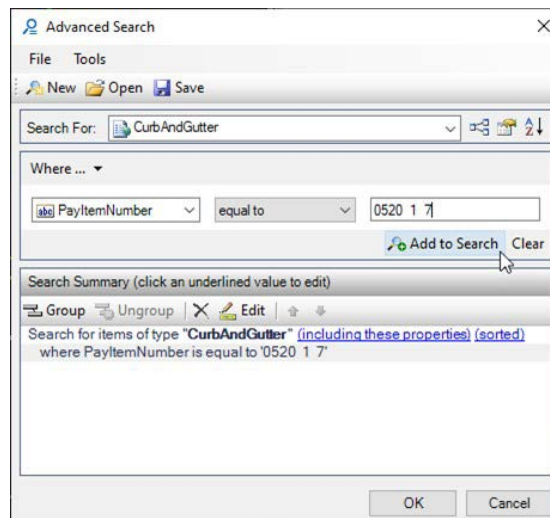 Advanced Search
File Tools
New Open Save
Search For: CurbAndGutter
Where ...
abc PayItemNumber equal to 0520 1 7
Add to Search Clear
Search Summary (click an underlined value to edit)
Group Ungroup Edit
Search for items of type "CurbAndGutter" (including these properties) (sorted)
where PayItemNumber is equal to '0520 1 7'
OK Cancel